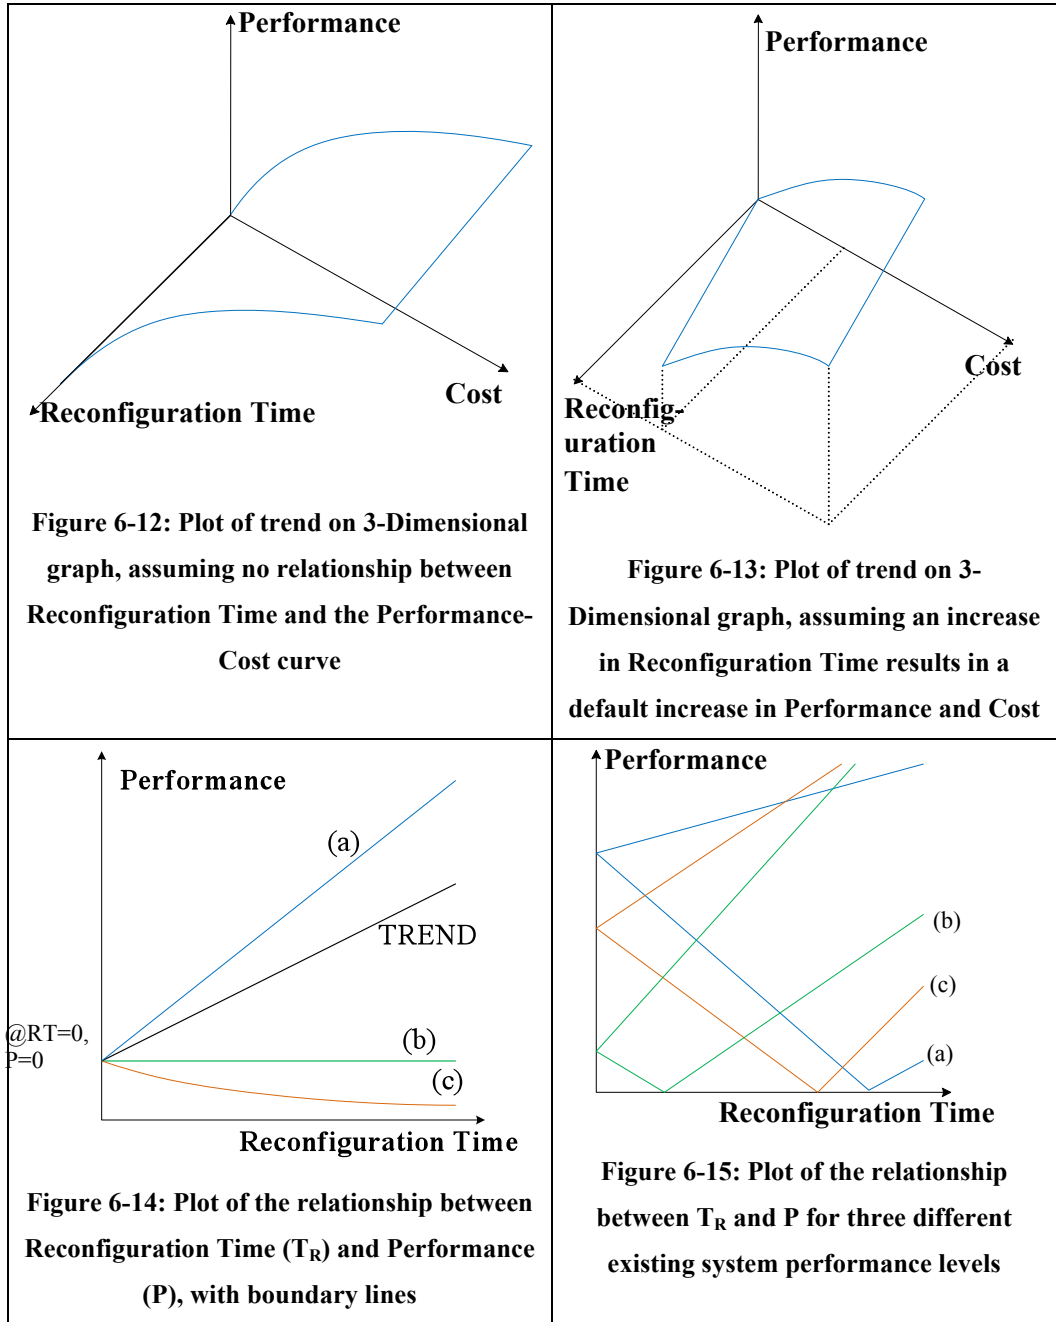 Performance
Cost
Reconfiguration Time
Figure 6-12: Plot of trend on 3-Dimensional
graph, assuming no relationship between
Reconfiguration Time and the Performance-
Cost curve
Performance
Cost
Reconfig-
uration
Time
Figure 6-13: Plot of trend on 3-
Dimensional graph, assuming an increase
in Reconfiguration Time results in a
default increase in Performance and Cost
Performance
(a)
TREND
@RT=0,
P=0
(b)
(c)
Reconfiguration Time
Figure 6-14: Plot of the relationship between
Reconfiguration Time (T_R) and Performance
(P), with boundary lines
Performance
(b)
(c)
(a)
Reconfiguration Time
Figure 6-15: Plot of the relationship
between T_R and P for three different
existing system performance levels